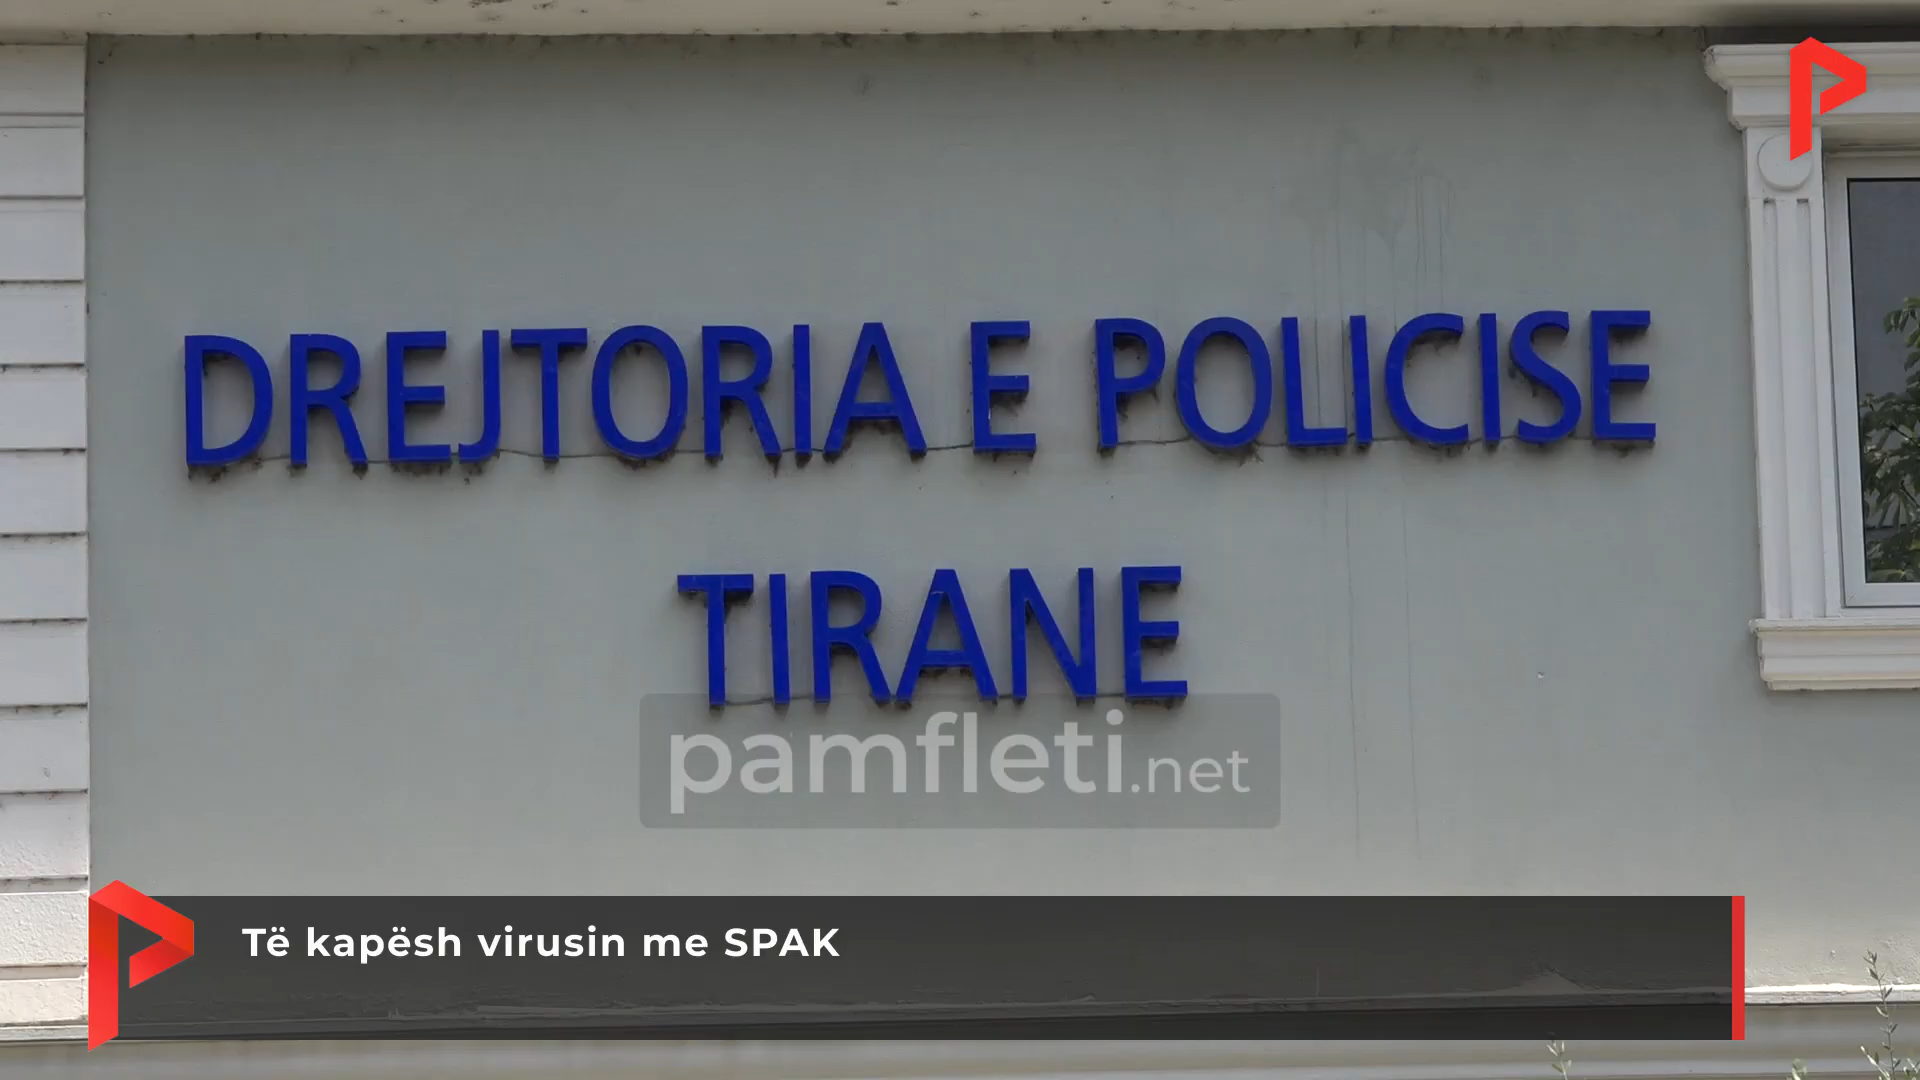 DREJTORIA E POLICISE
TIRANE
pamfleti.net
Të kapësh virusin me SPAK